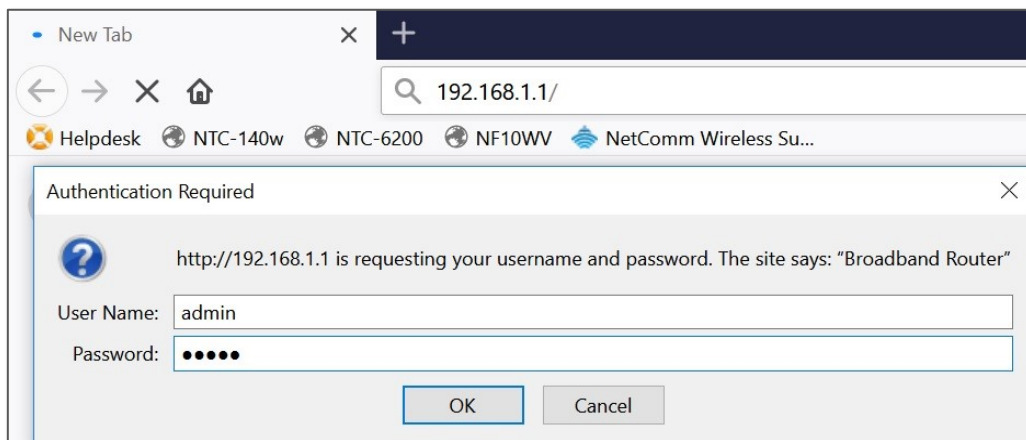 New Tab
192.168.1.1/
Helpdesk NTC-140w NTC-6200 NF10WV NetComm Wireless Su...
Authentication Required
http://192.168.1.1 is requesting your username and password. The site says: “Broadband Router”
User Name: admin
Password: •••••
OK Cancel